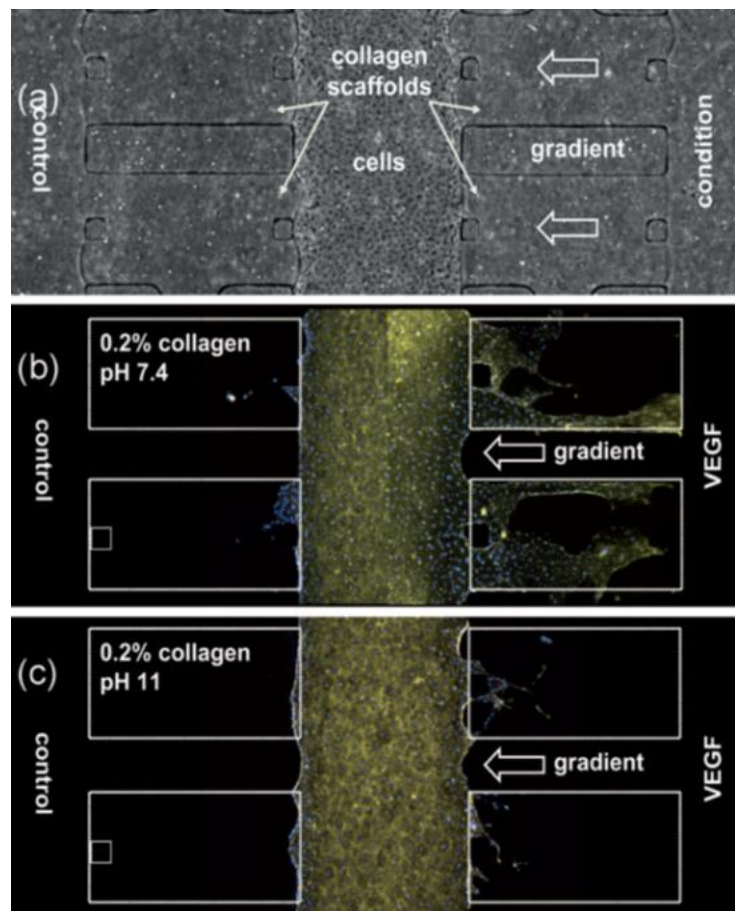 control
collagen
scaffolds
cells
gradient
condition
(b)
0.2% collagen
pH 7.4
control
gradient
VEGF
(c)
0.2% collagen
pH 11
control
gradient
VEGF